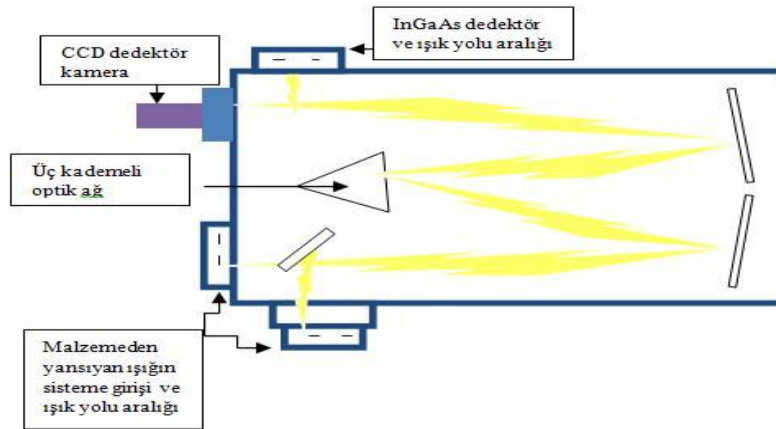 InGaAs dedektör
ve ışık yolu aralığı
CCD dedektör
kamera
Üç kademeli
optik ağ
Malzemeden
yansıyan ışığın
sisteme girişi ve
ışık yolu aralığı